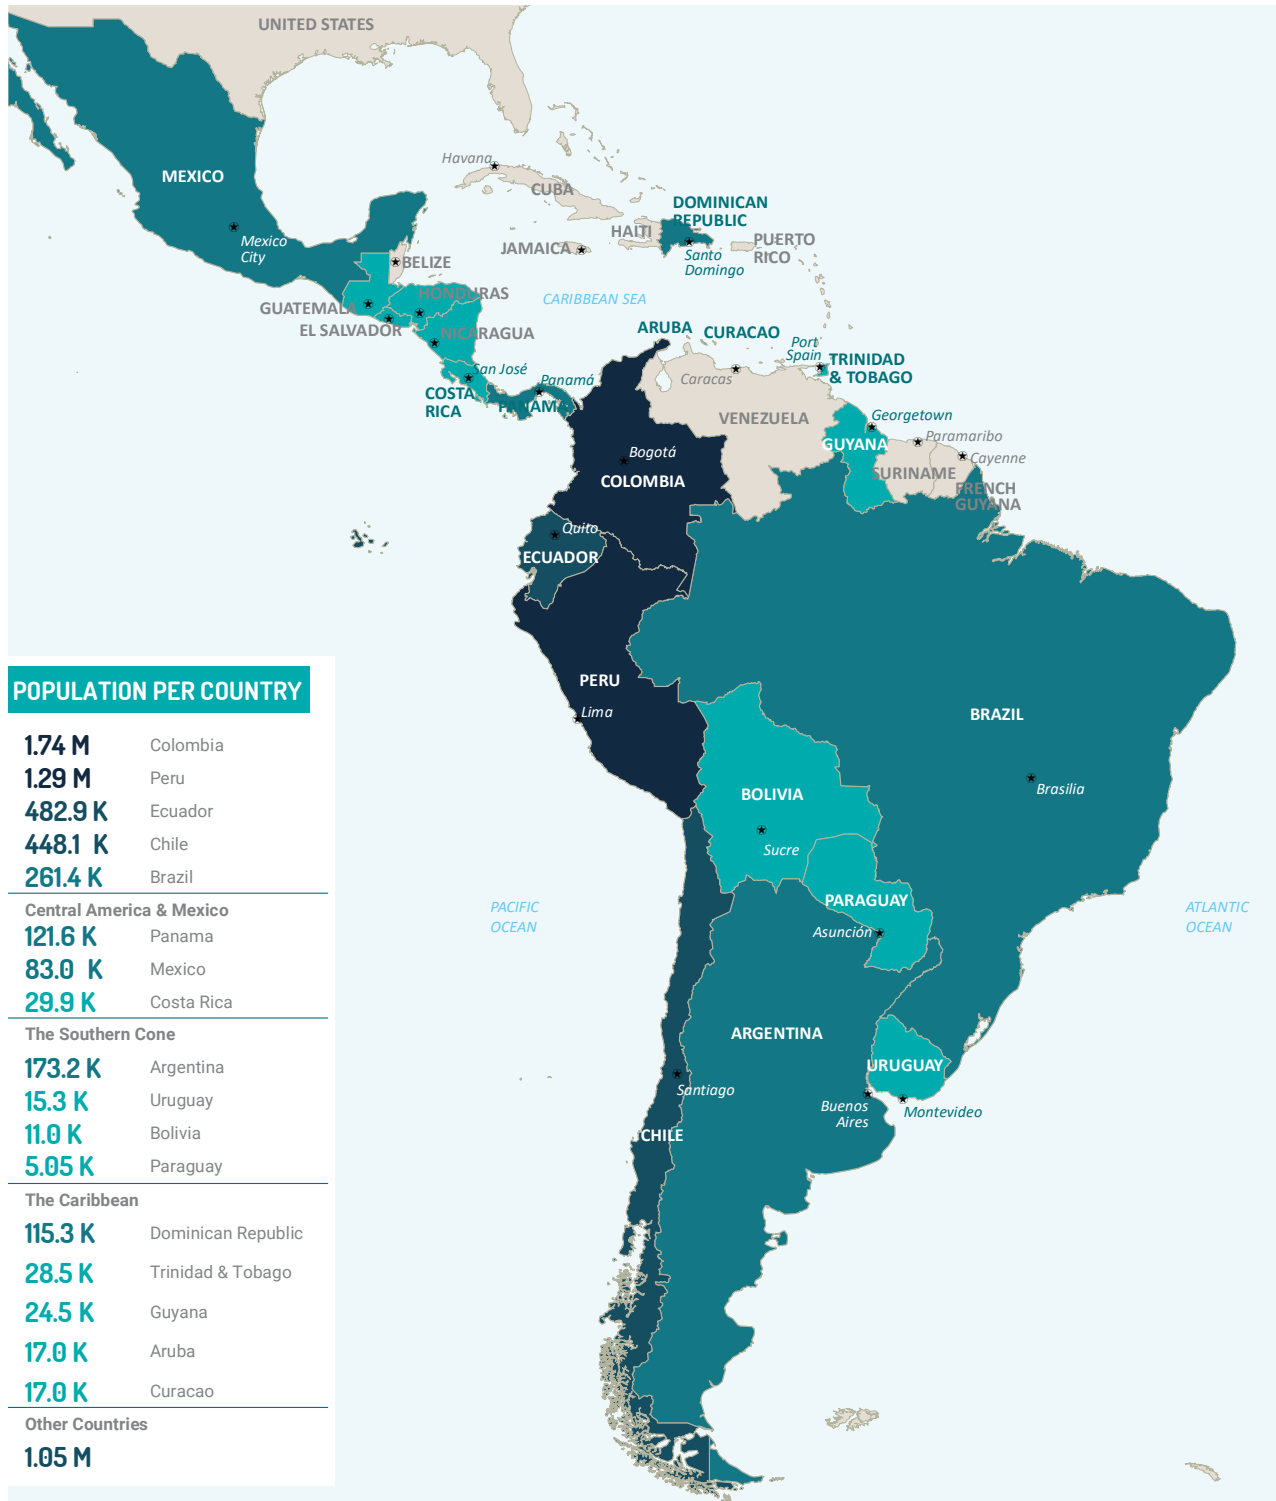 UNITED STATES
Havana
MEXICO
CUBA
DOMINICAN
REPUBLIC
HAITI
Mexico
City
JAMAICA
PUERTO
RICO
Santo
Domingo
BELIZE
HONDURAS
CARIBBEAN SEA
GUATEMALA
EL SALVADOR
NICARAGUA
ARUBA
CURACAO
Port
Spain
TRINIDAD
& TOBAGO
San José
Panamá
Caracas
COSTA
RICA
PANAMA
VENEZUELA
Georgetown
GUYANA
Paramaribo
Bogotá
Cayenne
COLOMBIA
SURINAME
FRENCH
GUYANA
Quito
ECUADOR
PERU
Lima
BRAZIL
Brasilia
BOLIVIA
Sucre
PARAGUAY
Asunción
PACIFIC
OCEAN
ATLANTIC
OCEAN
ARGENTINA
URUGUAY
Santiago
Buenos
Aires
Montevideo
CHILE
POPULATION PER COUNTRY
1.74 M Colombia
1.29 M Peru
482.9 K Ecuador
448.1 K Chile
261.4 K Brazil
Central America & Mexico
121.6 K Panama
83.0 K Mexico
29.9 K Costa Rica
The Southern Cone
173.2 K Argentina
15.3 K Uruguay
11.0 K Bolivia
5.05 K Paraguay
The Caribbean
115.3 K Dominican Republic
28.5 K Trinidad & Tobago
24.5 K Guyana
17.0 K Aruba
17.0 K Curacao
Other Countries
1.05 M